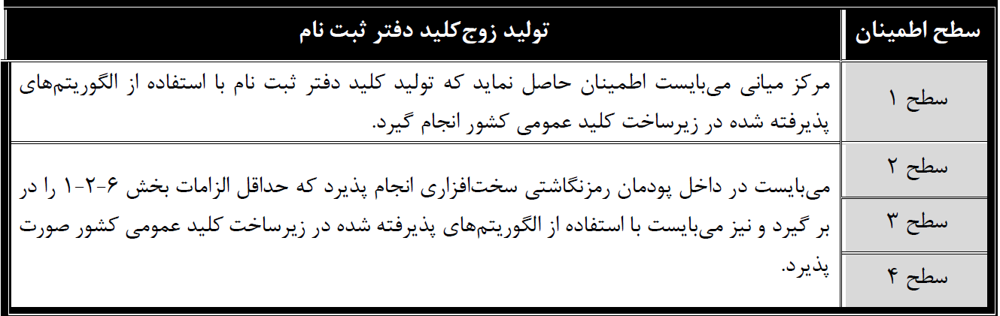 سطح اطمینان
تولید زوج‌کلید دفتر ثبت نام
سطح ۱
مرکز میانی می‌بایست اطمینان حاصل نماید که تولید کلید دفتر ثبت نام با استفاده از الگوریتم‌های
پذیرفته شده در زیرساخت کلید عمومی کشور انجام گیرد.
سطح ۲
سطح ۳
سطح ۴
می‌بایست در داخل پودمان رمزنگاشتی سخت‌افزاری انجام پذیرد که حداقل الزامات بخش ۶-۲-۱ را در
بر گیرد و نیز می‌بایست با استفاده از الگوریتم‌های پذیرفته شده در زیرساخت کلید عمومی کشور صورت
پذیرد.